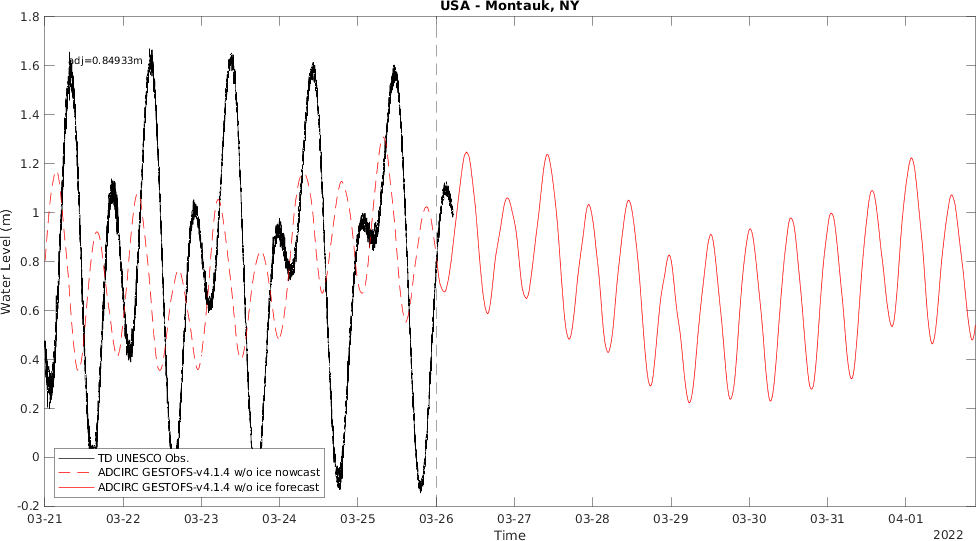 USA - Montauk, NY
1.8
1.6
1.4
1.2
1
0.8
0.6
0.4
0.2
0
-0.2
Water Level (m)
adj=0.84933m
TD UNESCO Obs.
ADCIRC GESTOFS-v4.1.4 w/o ice nowcast
ADCIRC GESTOFS-v4.1.4 w/o ice forecast
03-21 03-22 03-23 03-24 03-25 03-26 03-27 03-28 03-29 03-30 03-31 04-01
Time
2022